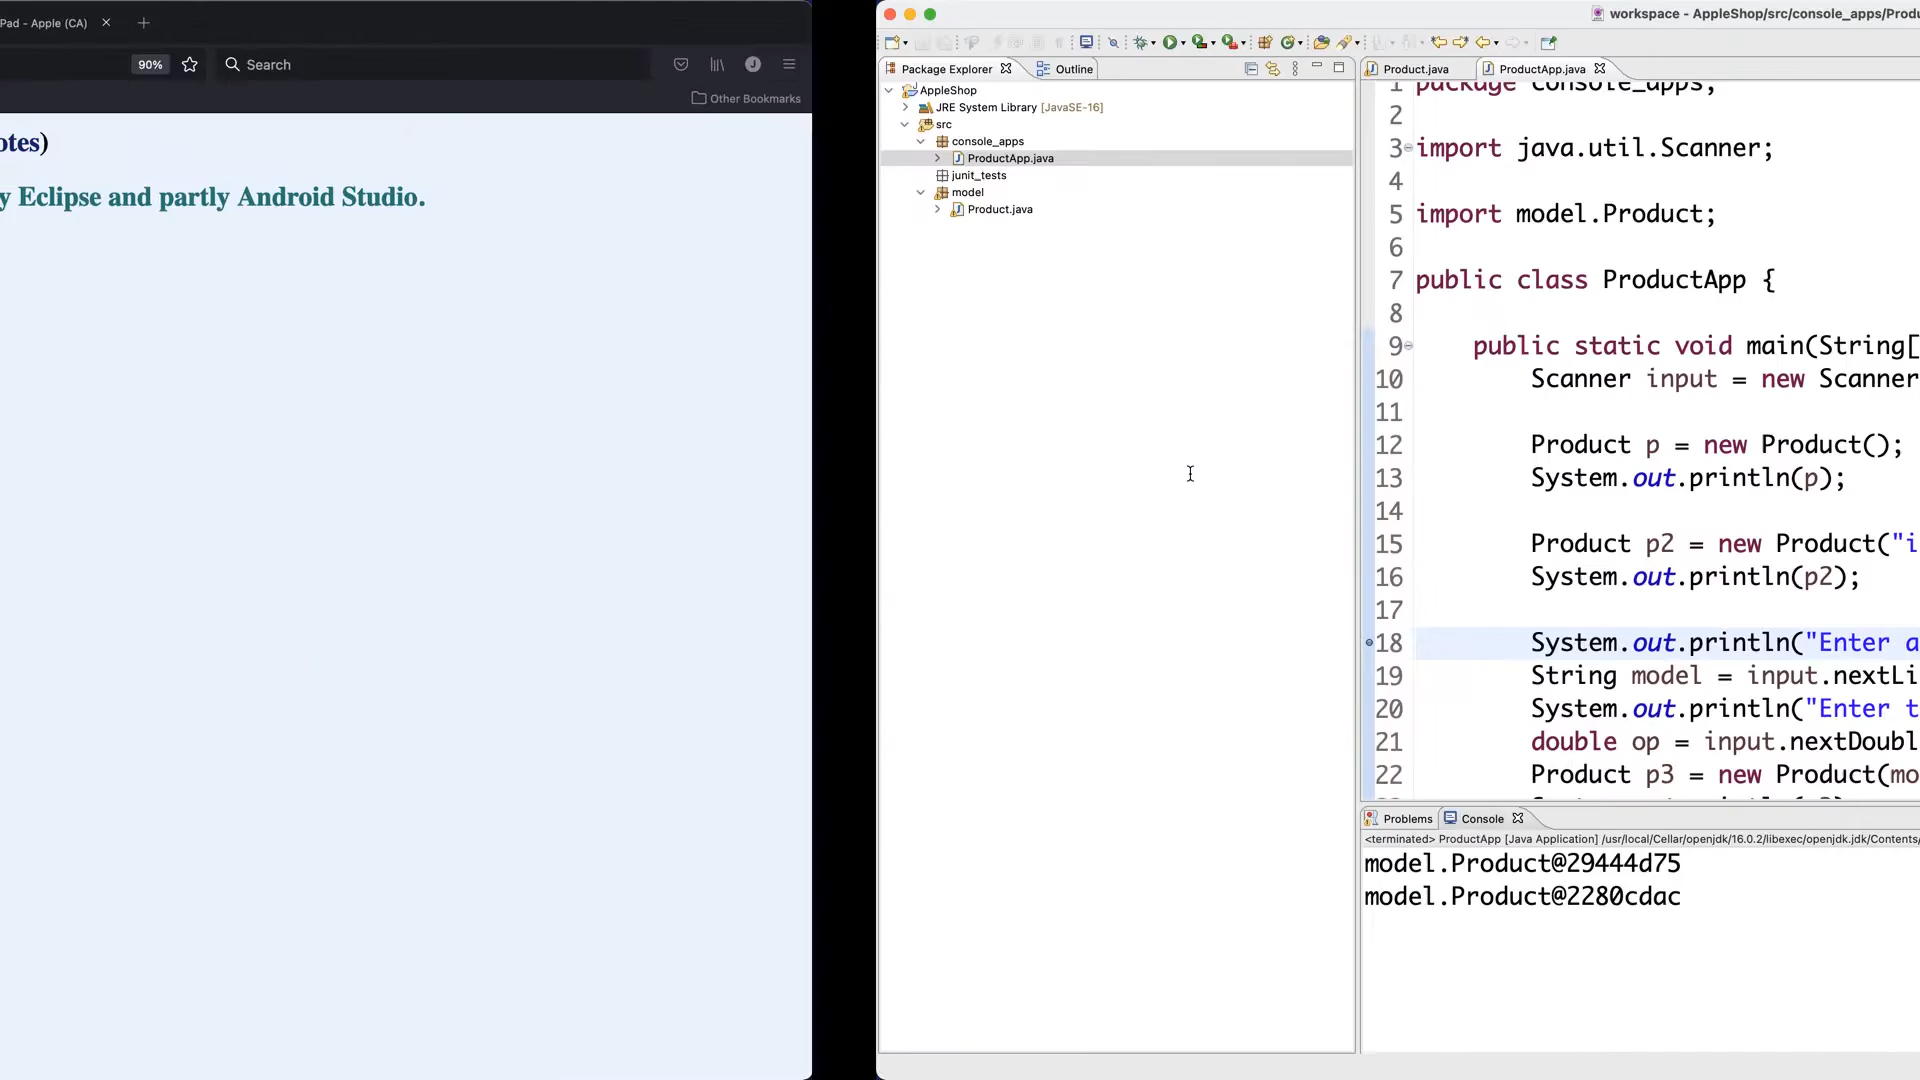 Pad - Apple (CA)
90%
Search
J
Other Bookmarks
otes)
y Eclipse and partly Android Studio.
workspace - AppleShop/src/console_apps/Produ
Package Explorer
Outline
AppleShop
JRE System Library [JavaSE-16]
src
console_apps
ProductApp.java
junit_tests
model
Product.java
Product.java
ProductApp.java
1 package console_apps;
2
3 import java.util.Scanner;
4
5 import model.Product;
6
7 public class ProductApp {
8
9 public static void main(String[
10 Scanner input = new Scanner
11
12 Product p = new Product();
13 System.out.println(p);
14
15 Product p2 = new Product("i
16 System.out.println(p2);
17
18 System.out.println("Enter a
19 String model = input.nextLi
20 System.out.println("Enter t
21 double op = input.nextDoubl
22 Product p3 = new Product(mo
Problems
Console
<terminated> ProductApp [Java Application] /usr/local/Cellar/openjdk/16.0.2/libexec/openjdk.jdk/Contents/
model.Product@29444d75
model.Product@2280cdac